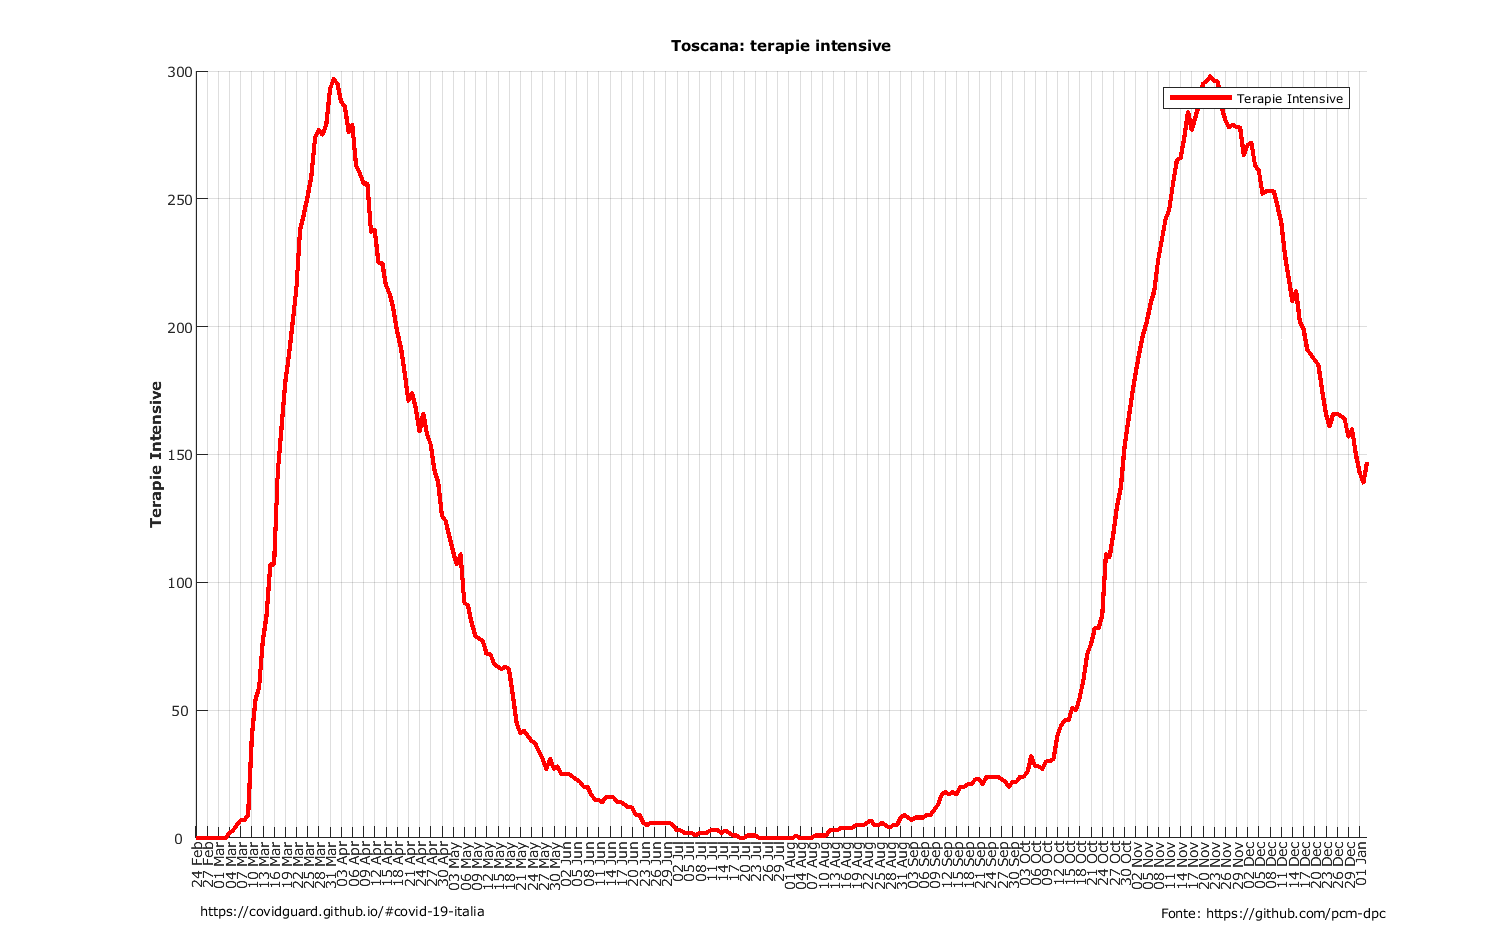 Toscana: terapie intensive
Terapie Intensive
Terapie Intensive
300
250
200
150
100
50
0
24 Feb
27 Feb
01 Mar
04 Mar
07 Mar
10 Mar
13 Mar
16 Mar
19 Mar
22 Mar
25 Mar
28 Mar
31 Mar
03 Apr
06 Apr
09 Apr
12 Apr
15 Apr
18 Apr
21 Apr
24 Apr
27 Apr
30 Apr
03 May
06 May
09 May
12 May
15 May
18 May
21 May
24 May
27 May
30 May
02 Jun
05 Jun
08 Jun
11 Jun
14 Jun
17 Jun
20 Jun
23 Jun
26 Jun
29 Jun
02 Jul
05 Jul
08 Jul
11 Jul
14 Jul
17 Jul
20 Jul
23 Jul
26 Jul
29 Jul
01 Aug
04 Aug
07 Aug
10 Aug
13 Aug
16 Aug
19 Aug
22 Aug
25 Aug
28 Aug
31 Aug
03 Sep
06 Sep
09 Sep
12 Sep
15 Sep
18 Sep
21 Sep
24 Sep
27 Sep
30 Sep
03 Oct
06 Oct
09 Oct
12 Oct
15 Oct
18 Oct
21 Oct
24 Oct
27 Oct
30 Oct
02 Nov
05 Nov
08 Nov
11 Nov
14 Nov
17 Nov
20 Nov
23 Nov
26 Nov
29 Nov
02 Dec
05 Dec
08 Dec
11 Dec
14 Dec
17 Dec
20 Dec
23 Dec
26 Dec
29 Dec
01 Jan
https://covidguard.github.io/#covid-19-italia
Fonte: https://github.com/pcm-dpc